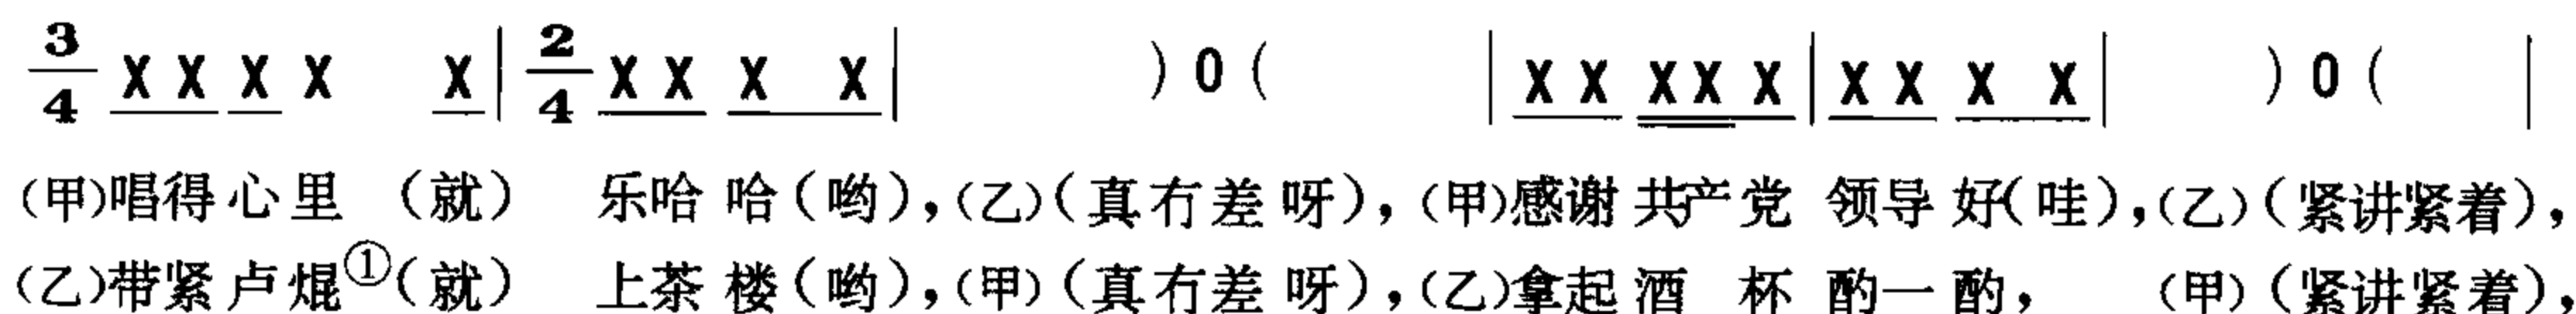 3/4 X X X X X | 2/4 X X X X | ) 0 ( | X X X X X | X X X X | ) 0 ( |
(甲)唱得心里(就) 乐哈哈(哟),(乙)(真冇差呀),(甲)感谢共产党 领导好(哇),(乙)(紧讲紧着),
(乙)带紧卢焜①(就) 上茶楼(哟),(甲)(真冇差呀),(乙)拿起酒杯 酌一酌, (甲)(紧讲紧着),